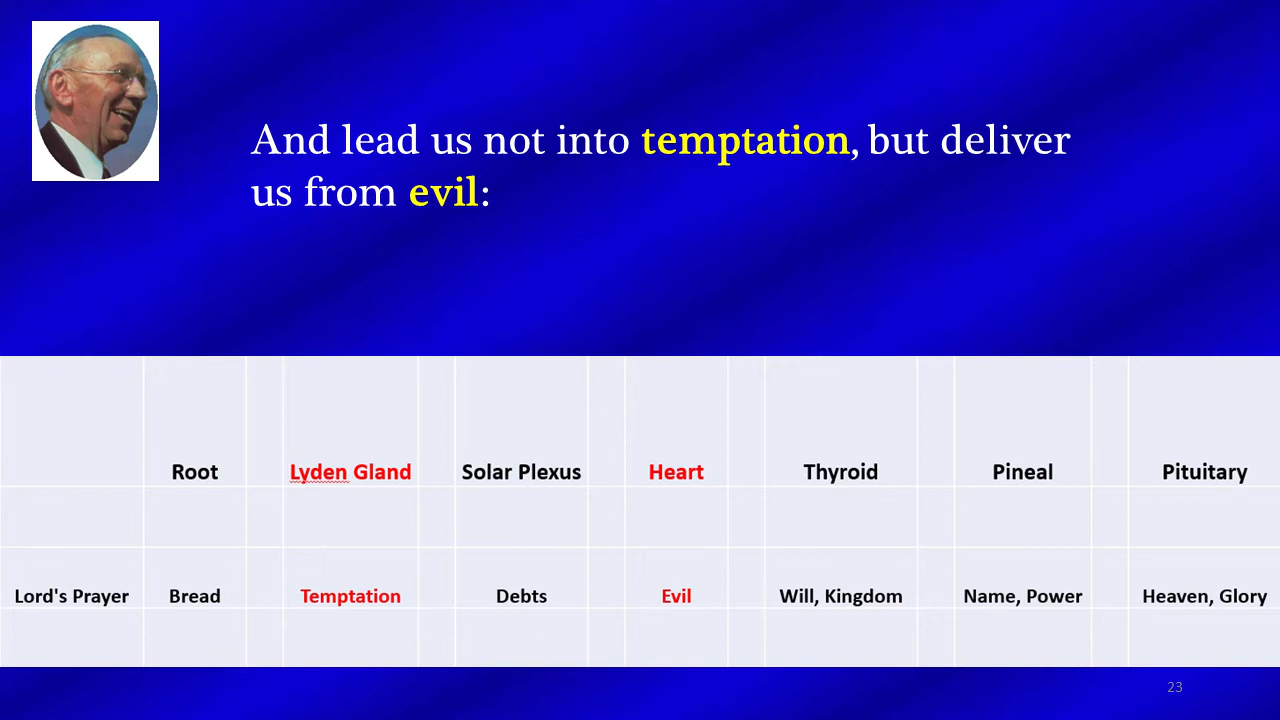 And lead us not into temptation, but deliver
us from evil:
Root Lyden Gland Solar Plexus Heart Thyroid Pineal Pituitary
Lord's Prayer Bread Temptation Debts Evil Will, Kingdom Name, Power Heaven, Glory
23